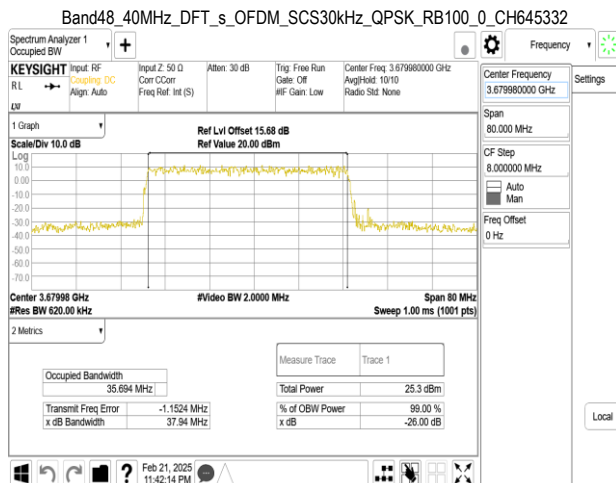 Band48_40MHz_DFT_s_OFDM_SCS30kHz_QPSK_RB100_0_CH645332
Spectrum Analyzer 1
Occupied BW
Frequency
KEYSIGHT
RL
Input: RF
Coupling: DC
Align: Auto
Input Z: 50 Ω
Corr CCorr
Freq Ref: Int (S)
Atten: 30 dB
Trig: Free Run
Gate: Off
#IF Gain: Low
Center Freq: 3.679980000 GHz
Avg|Hold: 10/10
Radio Std: None
Center Frequency
3.679980000 GHz
Settings
Span
80.000 MHz
CF Step
8.000000 MHz
Auto
Man
Freq Offset
0 Hz
Local
1 Graph
Scale/Div 10.0 dB
Ref Lvl Offset 15.68 dB
Ref Value 20.00 dBm
Log
10.0
0.00
-10.0
-20.0
-30.0
-40.0
-50.0
-60.0
-70.0
Center 3.67998 GHz
#Res BW 620.00 kHz
#Video BW 2.0000 MHz
Span 80 MHz
Sweep 1.00 ms (1001 pts)
2 Metrics
Measure Trace
Trace 1
Occupied Bandwidth
35.694 MHz
Total Power
25.3 dBm
Transmit Freq Error
-1.1524 MHz
% of OBW Power
99.00 %
x dB Bandwidth
37.94 MHz
x dB
-26.00 dB
Feb 21, 2025
11:42:14 PM